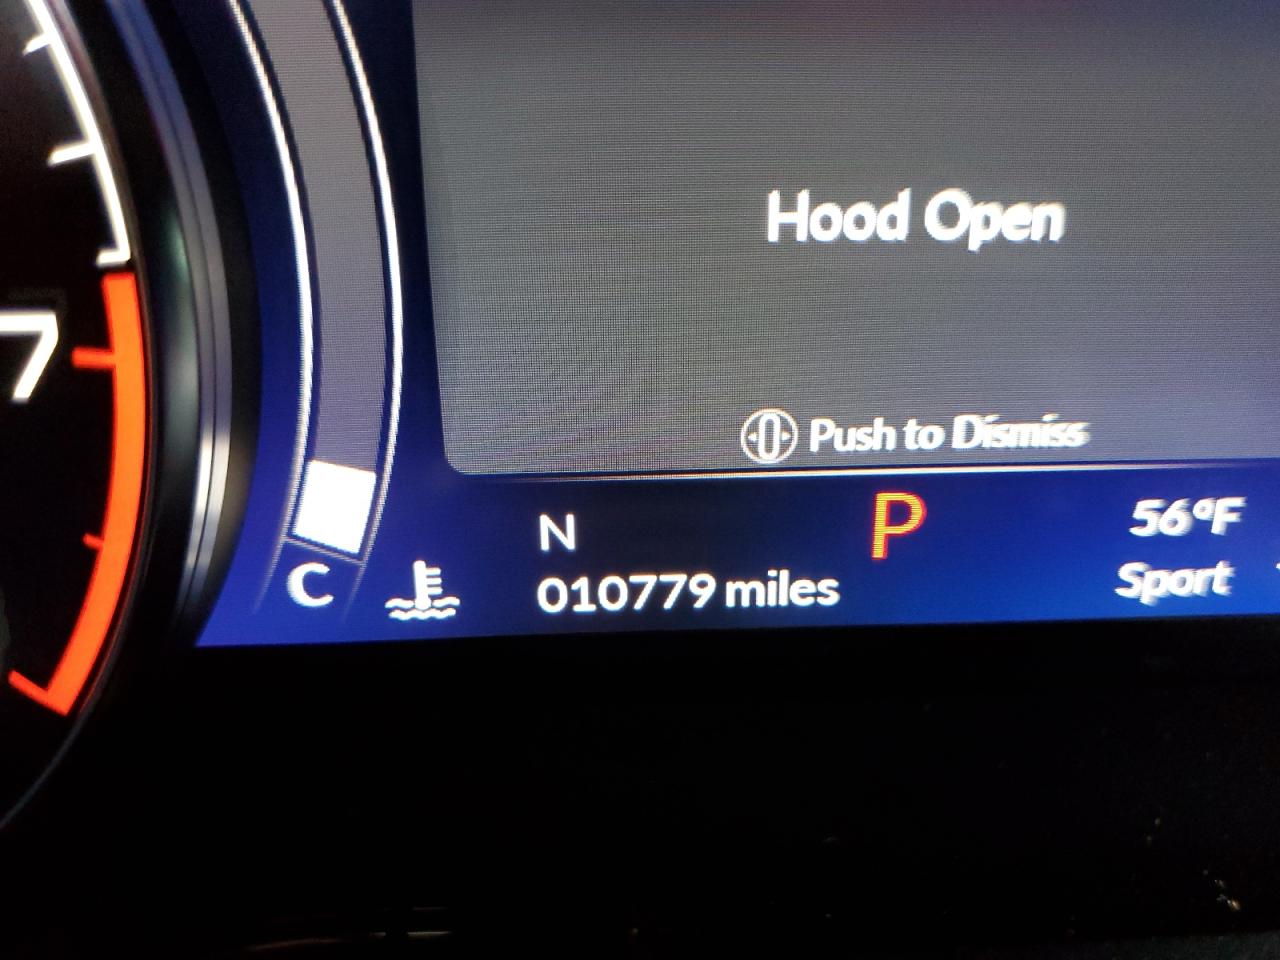 7
Hood Open
Push to Dismiss
N P 56°F
C 010779 miles Sport